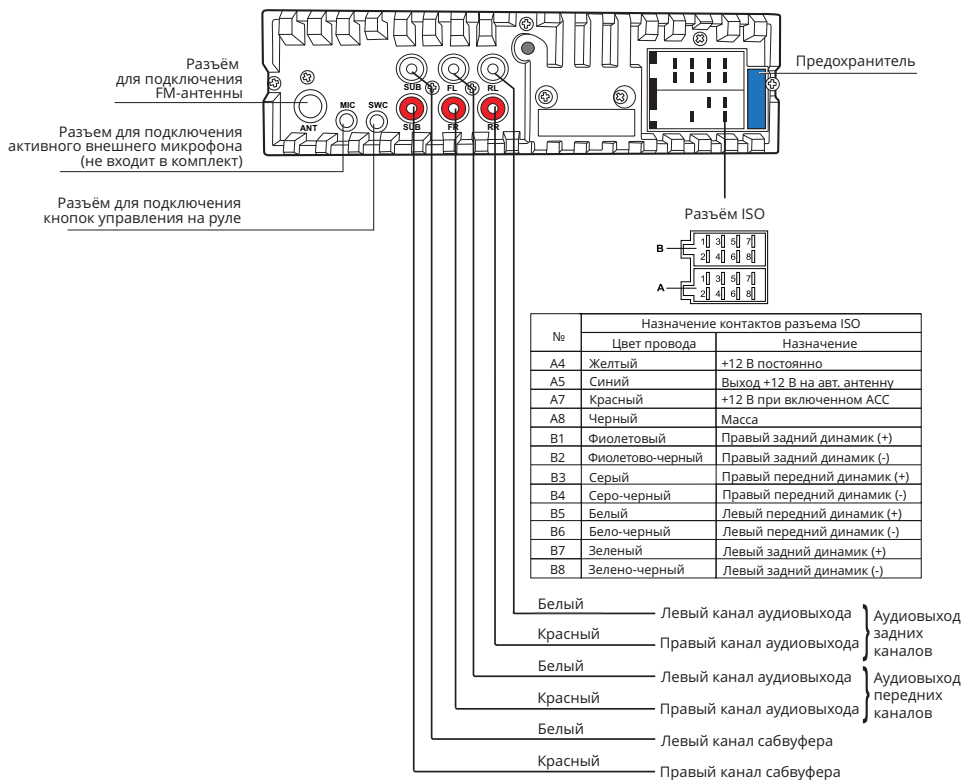 Разъём
для подключения
FM-антенны
Разъем для подключения
активного внешнего микрофона
(не входит в комплект)
Разъём для подключения
кнопок управления на руле
ANT
MIC
SWC
SUB
FL
RL
SUB
FR
RR
Предохранитель
Разъём ISO
B
1 3 5 7
2 4 6 8
A
1 3 5 7
2 4 6 8
№ Назначение контактов разъема ISO
Цвет провода Назначение
A4 Желтый +12 В постоянно
A5 Синий Выход +12 В на авт. антенну
A7 Красный +12 В при включенном ACC
A8 Черный Масса
B1 Фиолетовый Правый задний динамик (+)
B2 Фиолетово-черный Правый задний динамик (-)
B3 Серый Правый передний динамик (+)
B4 Серо-черный Правый передний динамик (-)
B5 Белый Левый передний динамик (+)
B6 Бело-черный Левый передний динамик (-)
B7 Зеленый Левый задний динамик (+)
B8 Зелено-черный Левый задний динамик (-)
Белый Левый канал аудиовыхода
Красный Правый канал аудиовыхода
Аудиовыход
задних
каналов
Белый Левый канал аудиовыхода
Красный Правый канал аудиовыхода
Аудиовыход
передних
каналов
Белый Левый канал сабвуфера
Красный Правый канал сабвуфера